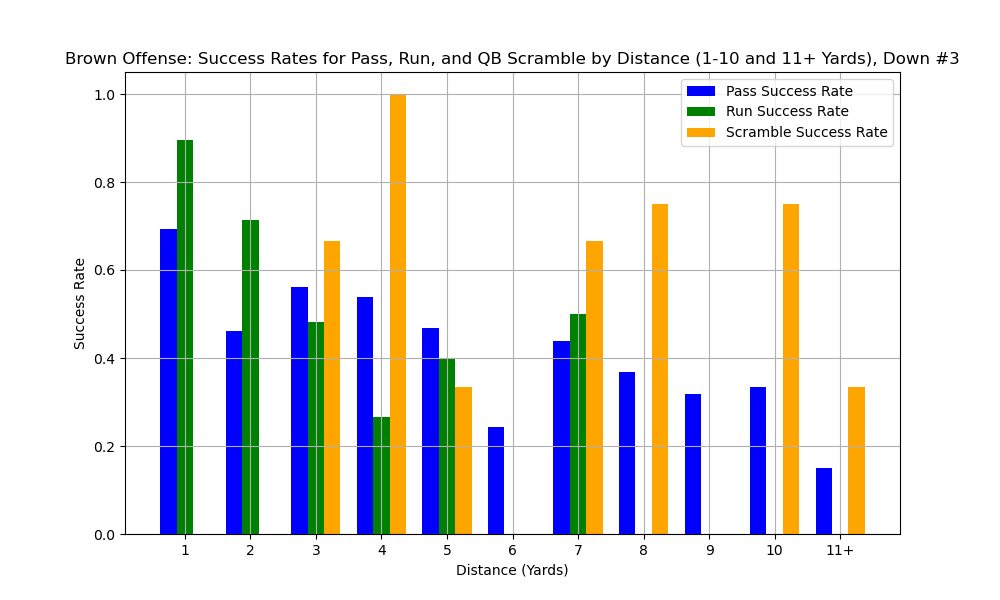 Brown Offense: Success Rates for Pass, Run, and QB Scramble by Distance (1-10 and 11+ Yards), Down #3
Pass Success Rate
Run Success Rate
Scramble Success Rate
1.0
0.8
0.6
0.4
0.2
0.0
Success Rate
1 2 3 4 5 6 7 8 9 10 11+
Distance (Yards)